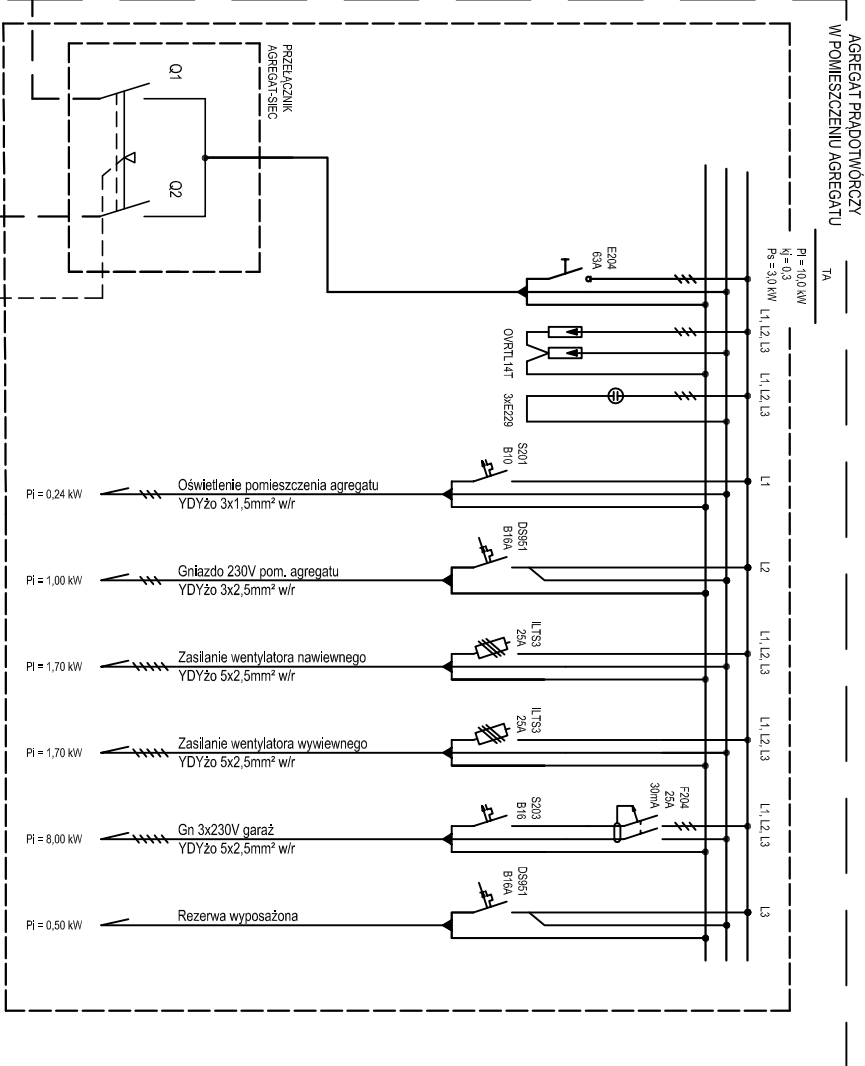 AGREGAT PRĄDOTWÓRCZY
W POMIESZCZENIU AGREGATU
TA
Pi = 10,0 kW
kj = 0,3
Ps = 3,0 kW
PRZEŁĄCZNIK
AGREGAT-SIEC
Q1
Q2
E204
63A
L1, L2, L3
OVRTL14T
L1, L2, L3
3xE229
L1
S201
B10
Oświetlenie pomieszczenia agregatu
YDYżo 3x1,5mm² w/r
Pi = 0,24 kW
L2
DS951
B16A
Gniazdo 230V pom. agregatu
YDYżo 3x2,5mm² w/r
Pi = 1,00 kW
L1, L2, L3
ILTS3
25A
Zasilanie wentylatora nawiewnego
YDYżo 5x2,5mm² w/r
Pi = 1,70 kW
L1, L2, L3
ILTS3
25A
Zasilanie wentylatora wywiewnego
YDYżo 5x2,5mm² w/r
Pi = 1,70 kW
L1, L2, L3
F204
25A
30mA
S203
B16
Gn 3x230V garaż
YDYżo 5x2,5mm² w/r
Pi = 8,00 kW
L3
DS951
B16A
Rezerwa wyposażona
Pi = 0,50 kW